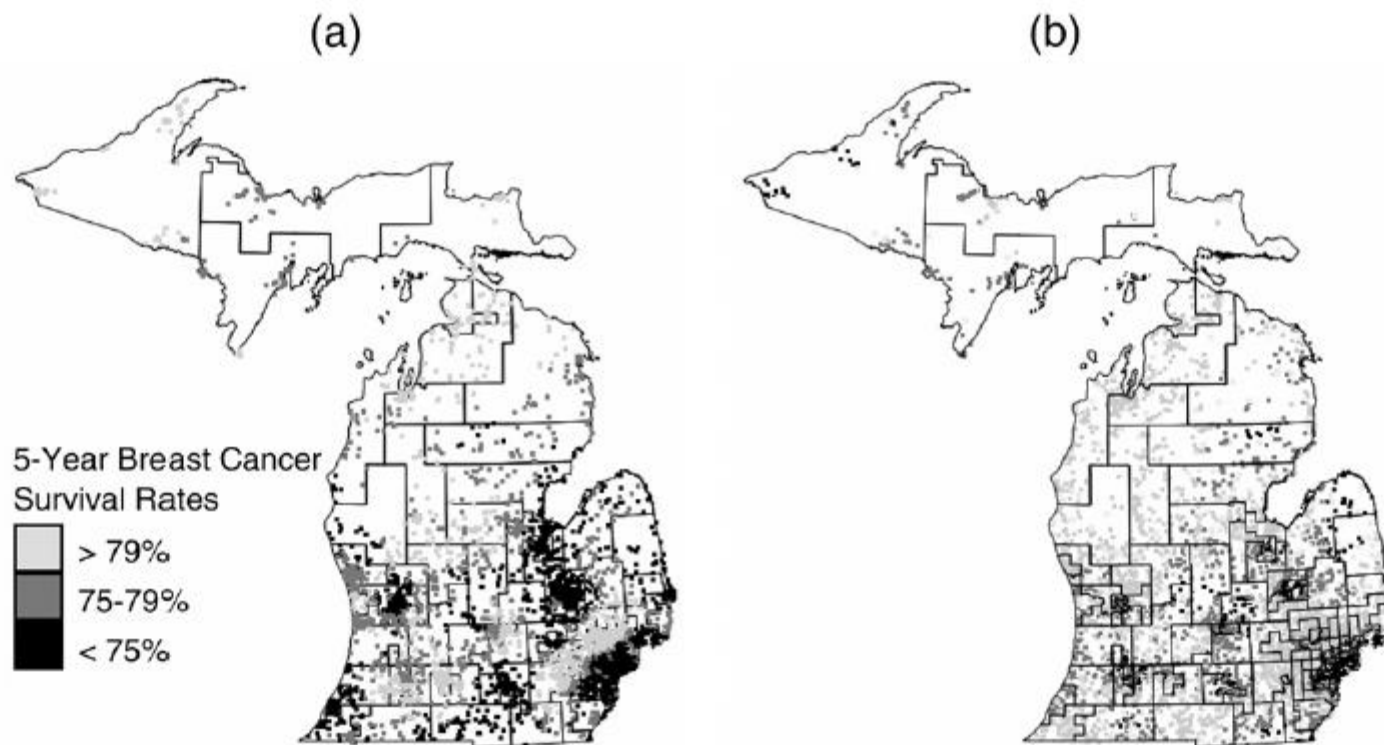 (a)
(b)
5-Year Breast Cancer
Survival Rates
> 79%
75-79%
< 75%